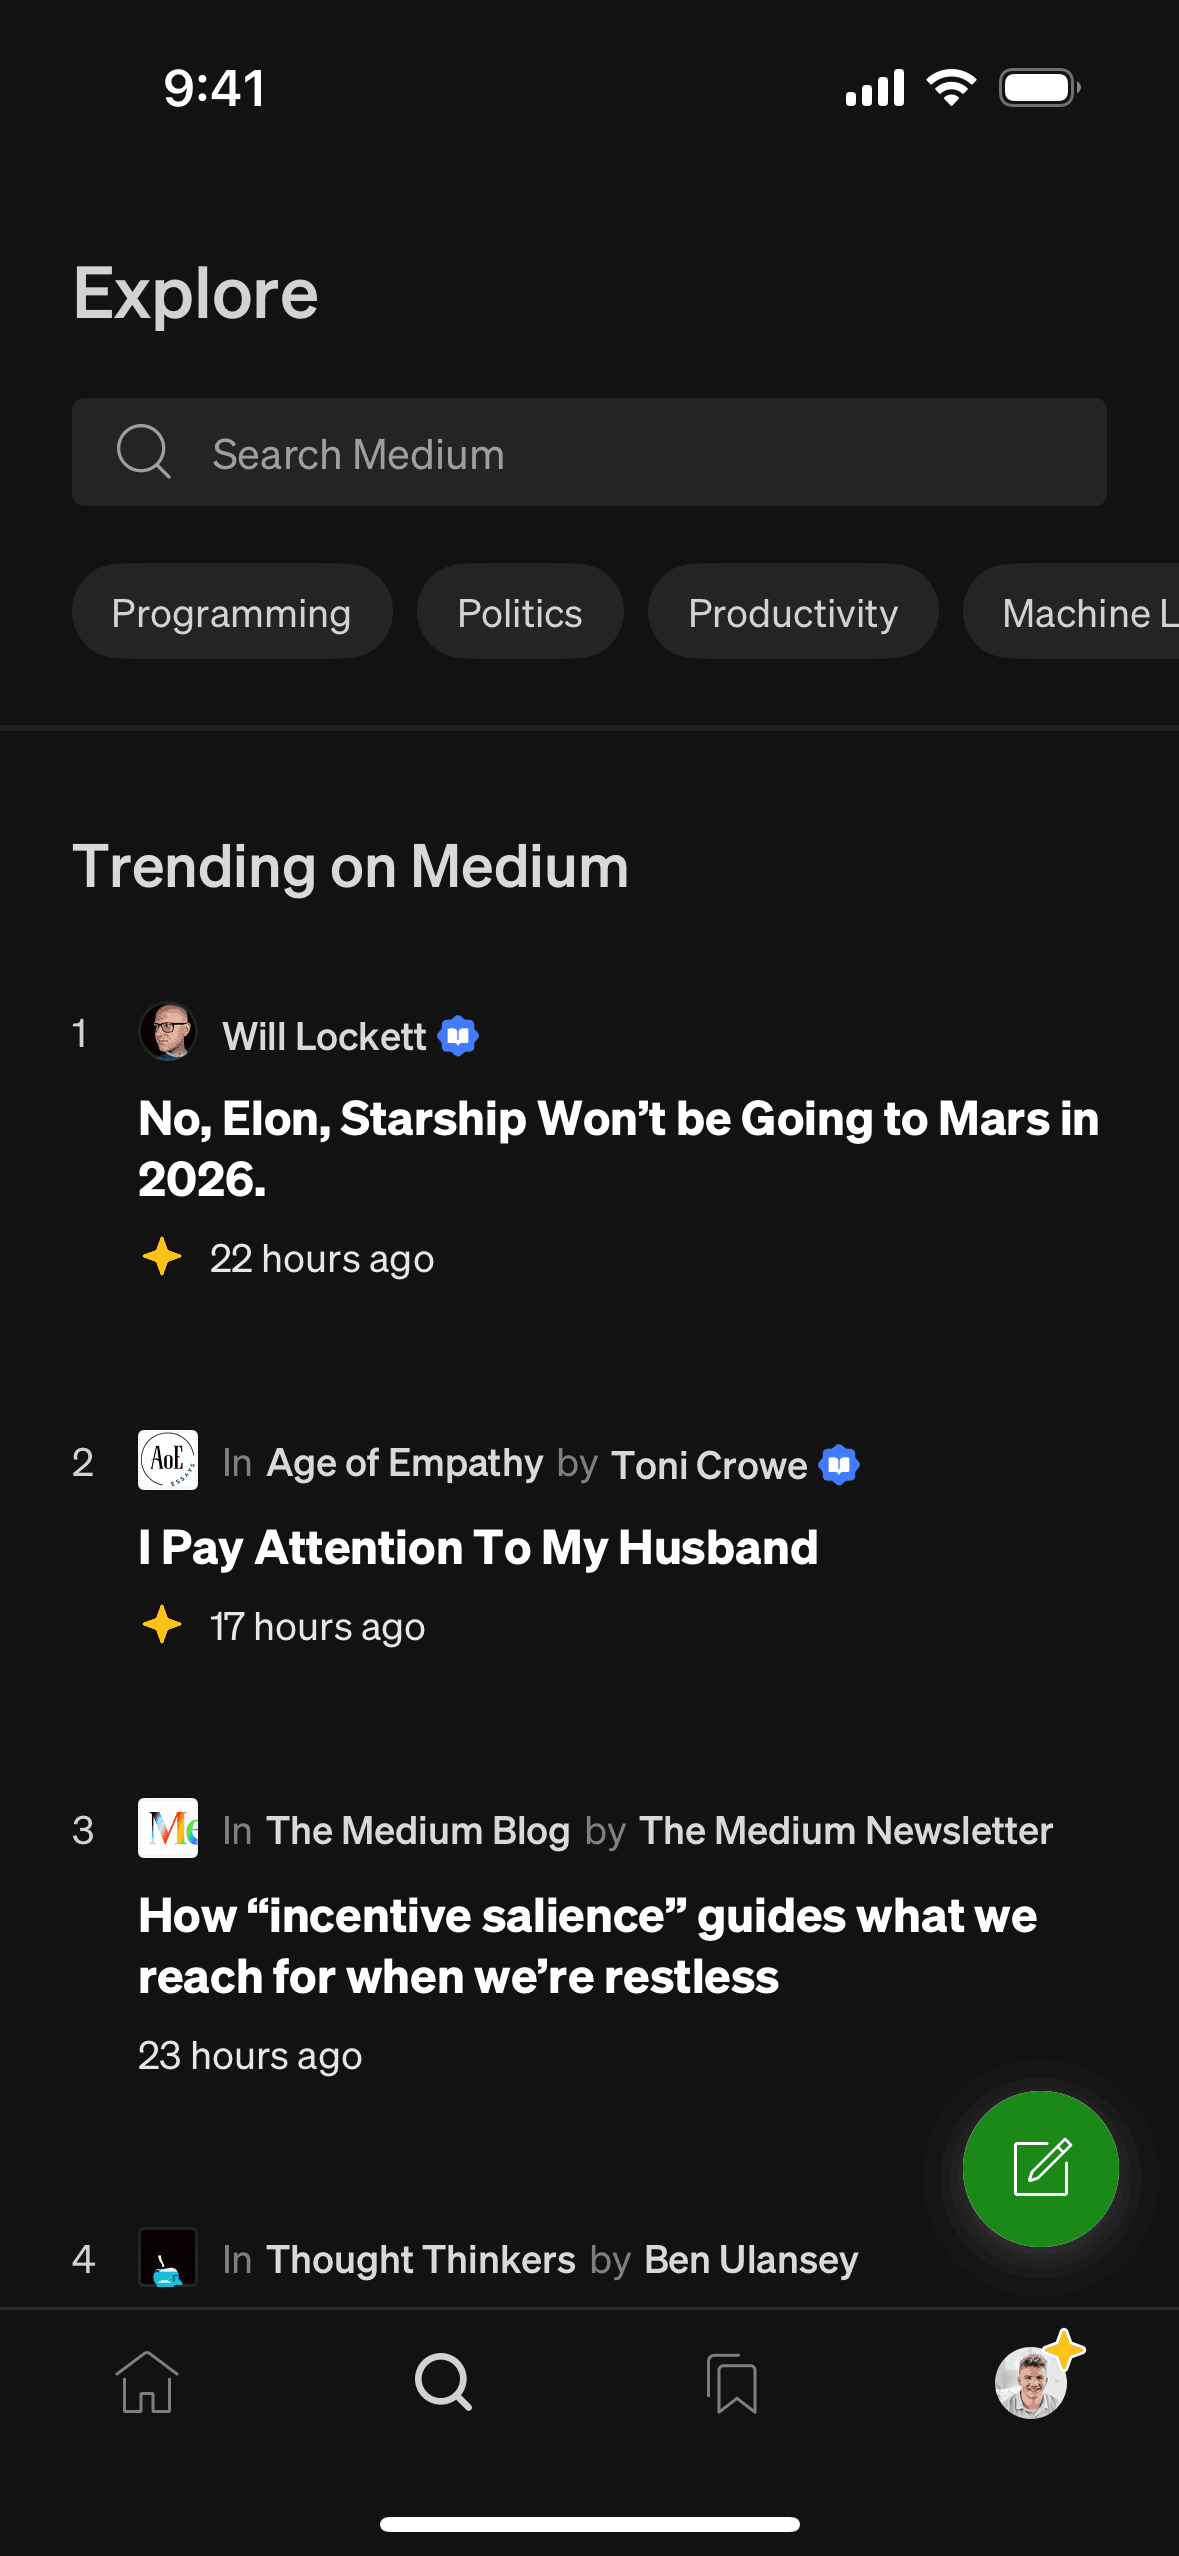 9:41
Explore
Search Medium
Programming Politics Productivity Machine L
Trending on Medium
1 Will Lockett
No, Elon, Starship Won’t be Going to Mars in
2026.
22 hours ago
2 AoE ESSAYS In Age of Empathy by Toni Crowe
I Pay Attention To My Husband
17 hours ago
3 Me In The Medium Blog by The Medium Newsletter
How “incentive salience” guides what we
reach for when we’re restless
23 hours ago
4 In Thought Thinkers by Ben Ulansey